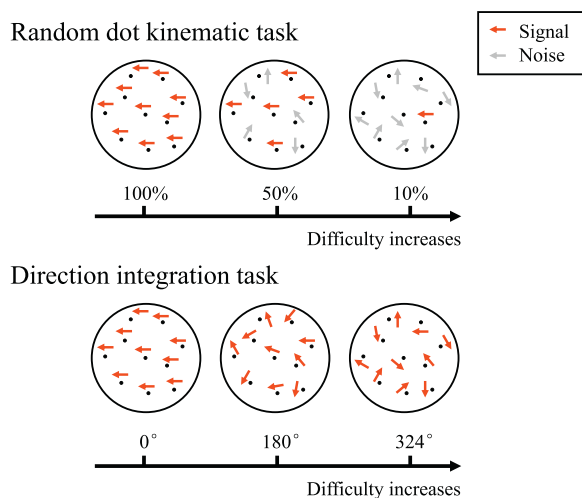 Random dot kinematic task
Signal
Noise
100%
50%
10%
Difficulty increases
Direction integration task
0°
180°
324°
Difficulty increases